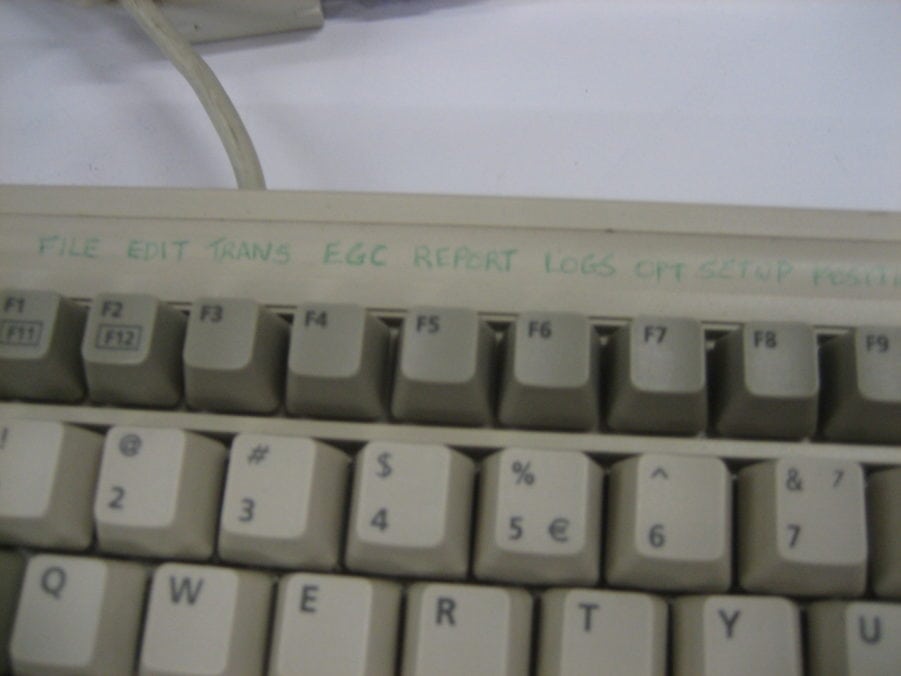 FILE EDIT TRANS EGC REPORT LOGS OPT SETUP
F1 F2 F3 F4 F5 F6 F7 F8 F9
F11 F12
! @ # $ % ^ & 7
2 3 4 5 € 6 7
Q W E R T Y U